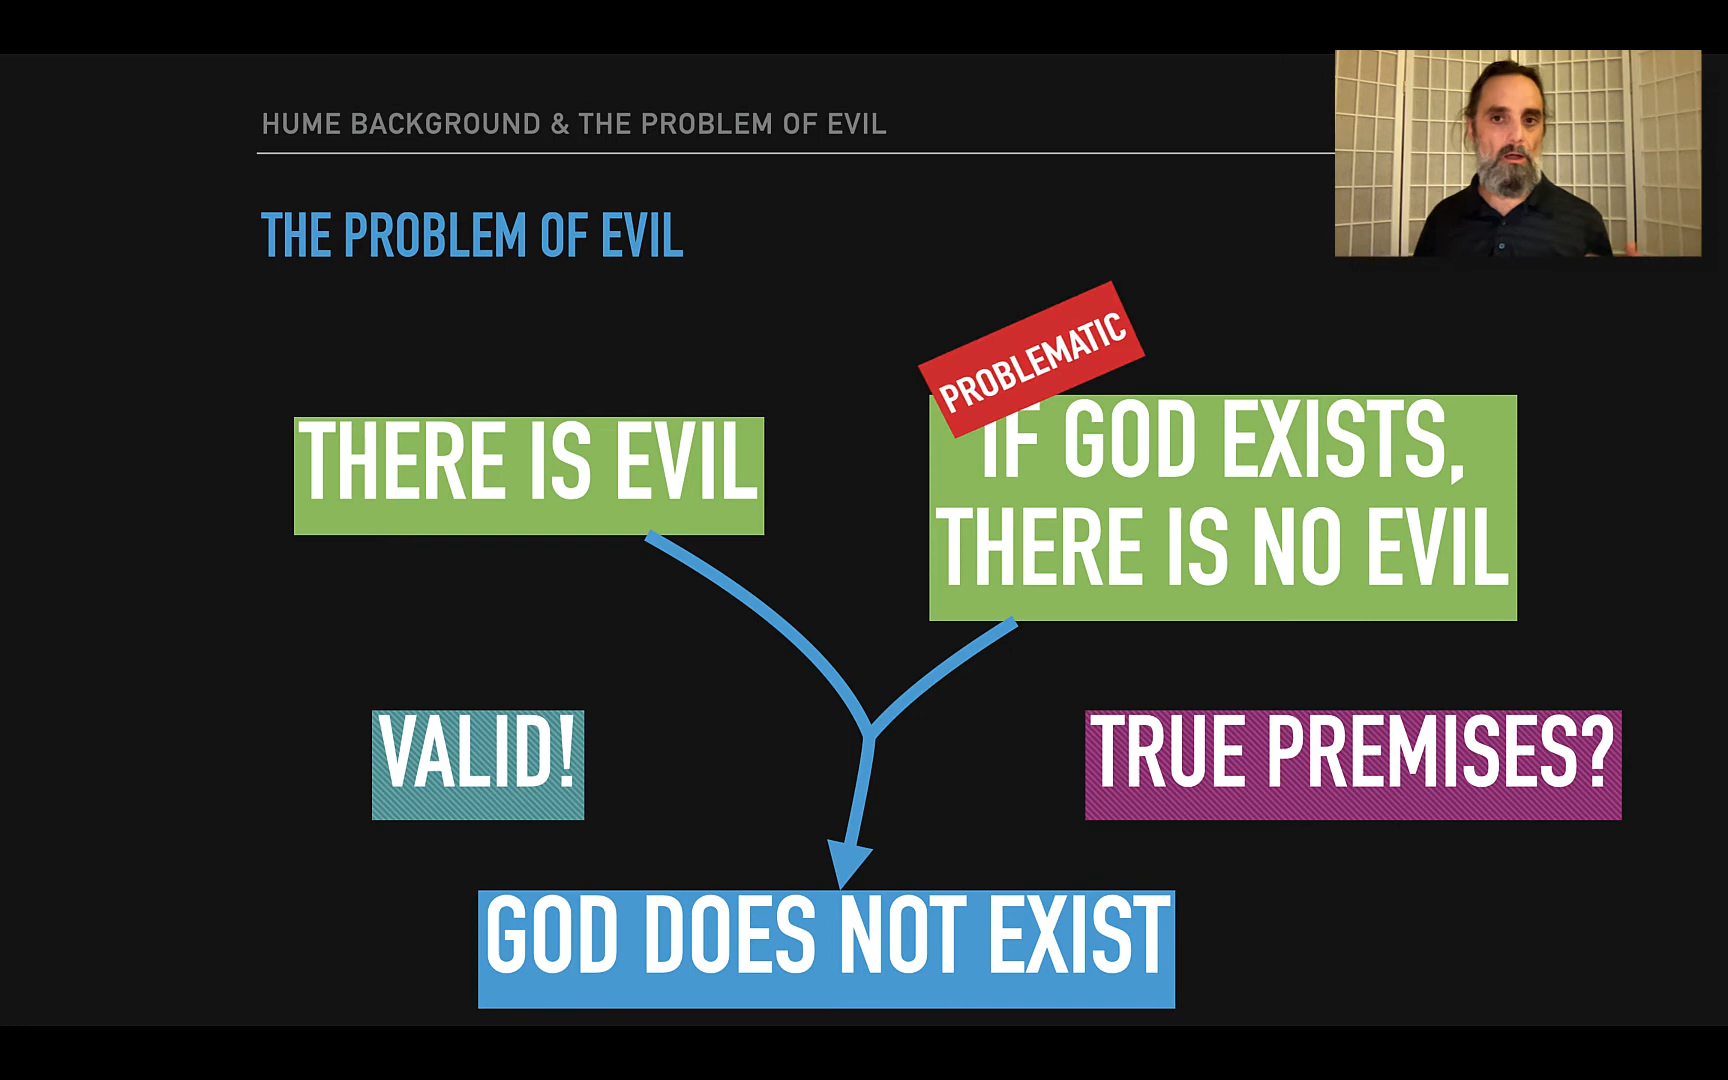 HUME BACKGROUND & THE PROBLEM OF EVIL
THE PROBLEM OF EVIL
PROBLEMATIC
THERE IS EVIL
IF GOD EXISTS,
THERE IS NO EVIL
VALID!
TRUE PREMISES?
GOD DOES NOT EXIST